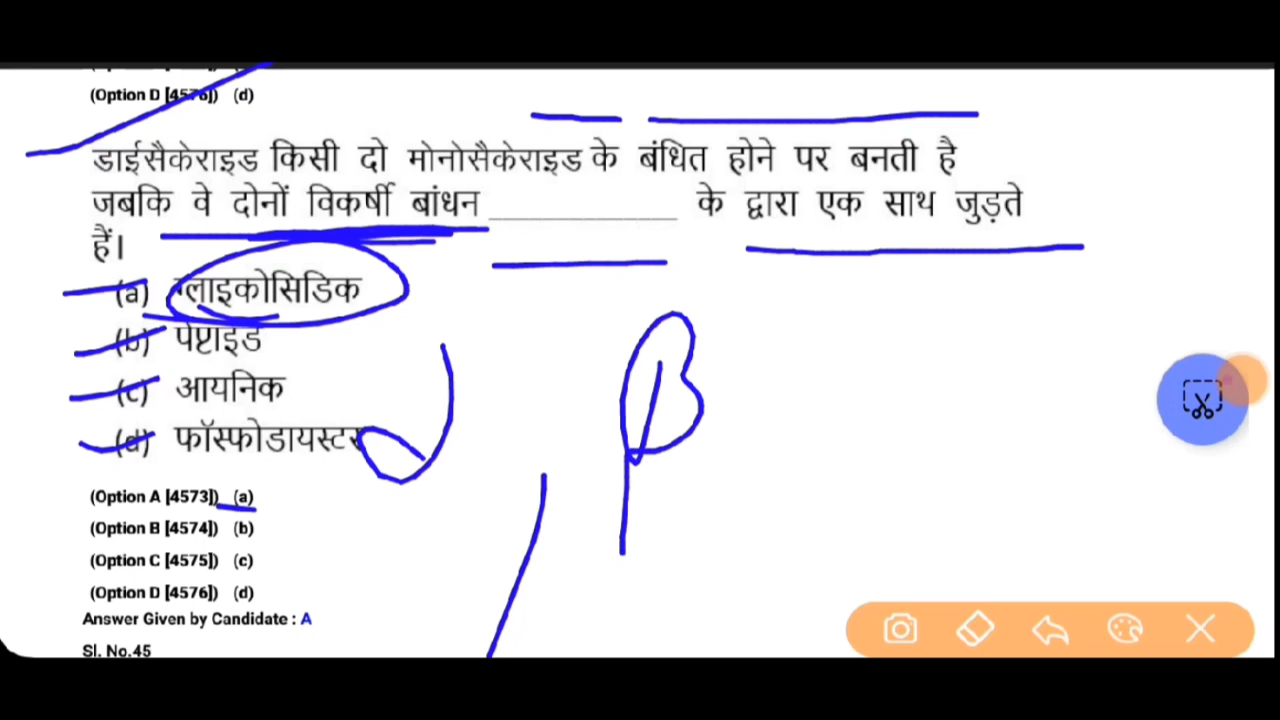 (Option D [4576]) (d)
डाईसैकेराइड किसी दो मोनोसैकेराइड के बंधित होने पर बनती है
जबकि वे दोनों विकर्षी बांधन ____________ के द्वारा एक साथ जुड़ते
हैं।
(a) ग्लाइकोसिडिक
(b) पेप्टाइड
(c) आयनिक
(d) फॉस्फोडायस्टर
(Option A [4573]) (a)
(Option B [4574]) (b)
(Option C [4575]) (c)
(Option D [4576]) (d)
Answer Given by Candidate : A
Sl. No.45
β